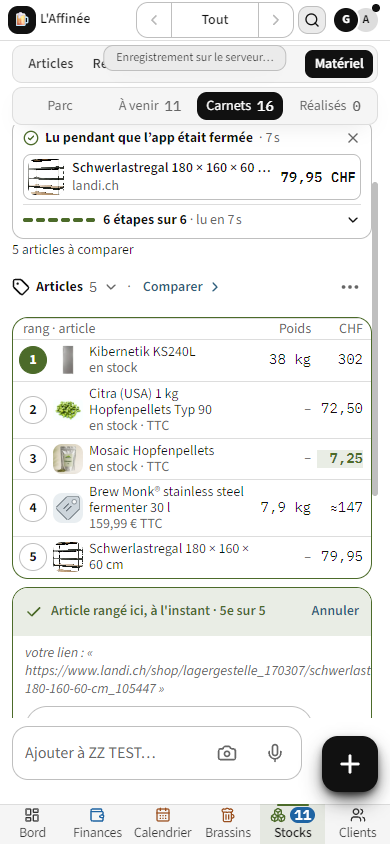 L'Affinée
Tout
G
A
Articles
Enregistrement sur le serveur…
Matériel
Parc
À venir 11
Carnets 16
Réalisés 0
Lu pendant que l'app était fermée · 7 s
Schwerlastregal 180 × 160 × 60 …
79,95 CHF
landi.ch
6 étapes sur 6 · lu en 7 s
5 articles à comparer
Articles 5 · Comparer
rang · article Poids CHF
1 Kibernetik KS240L 38 kg 302
en stock
2 Citra (USA) 1 kg – 72,50
Hopfenpellets Typ 90
en stock · TTC
3 Mosaic Hopfenpellets – 7,25
en stock · TTC
4 Brew Monk® stainless steel 7,9 kg ≈147
fermenter 30 l
159,99 € TTC
5 Schwerlastregal 180 × 160 × – 79,95
60 cm
Article rangé ici, à l'instant · 5e sur 5 Annuler
votre lien : «
https://www.landi.ch/shop/lagergestelle_170307/schwerlast
180-160-60-cm_105447 »
Ajouter à ZZ TEST…
11
Bord Finances Calendrier Brassins Stocks Clients